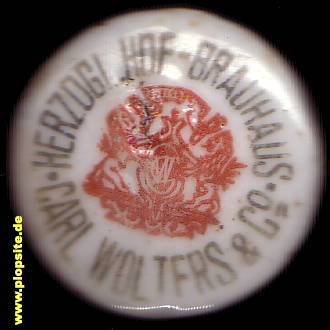 HERZOGL. HOF-BRAUHAUS
• CARL WOLTERS & Co. •
www.plopsite.de